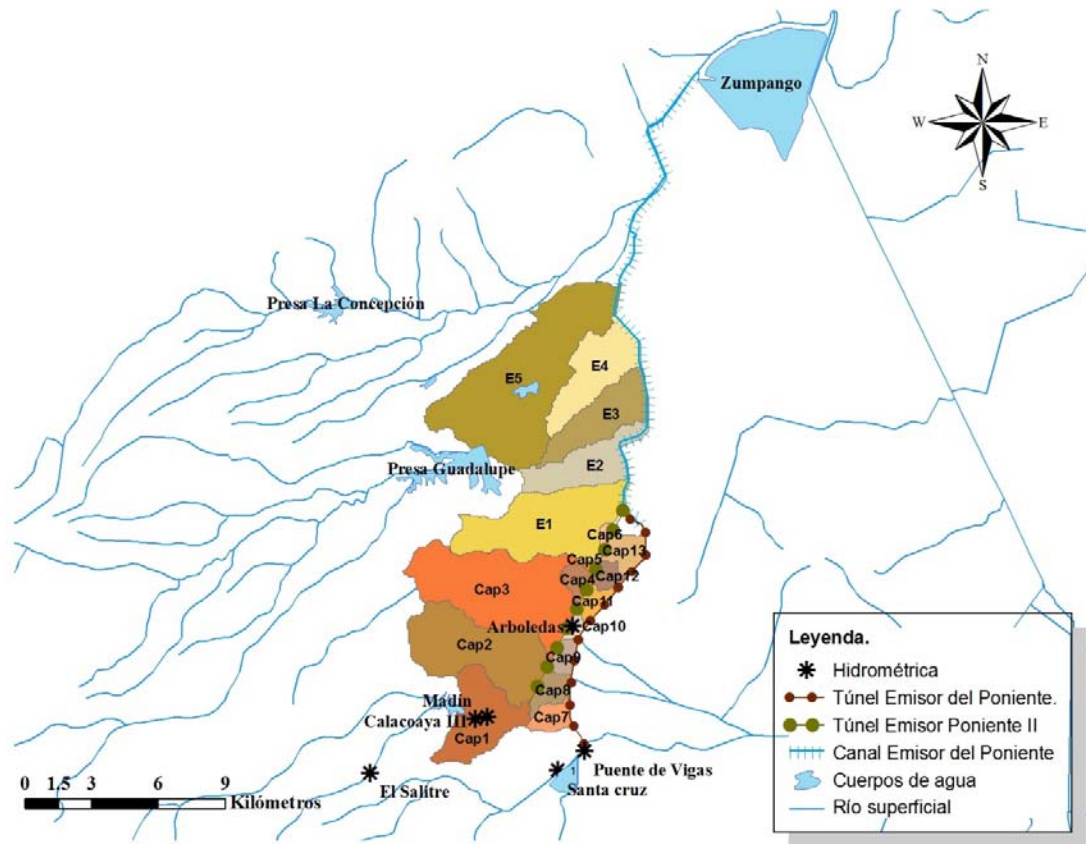 Zumpango
N
W
E
S
Presa La Concepción
E4
E5
E3
Presa Guadalupe
E2
E1
Cap6
Cap13
Cap5
Cap4
Cap12
Cap3
Cap11
Arboledas
Cap10
Cap2
Cap9
Cap8
Madín
Calacoaya III
Cap7
Cap1
Puente de Vigas
1
El Salitre
Santa cruz
0 1.5 3 6 9
Kilómetros
Leyenda.
Hidrométrica
Túnel Emisor del Poniente.
Túnel Emisor Poniente II
Canal Emisor del Poniente
Cuerpos de agua
Río superficial